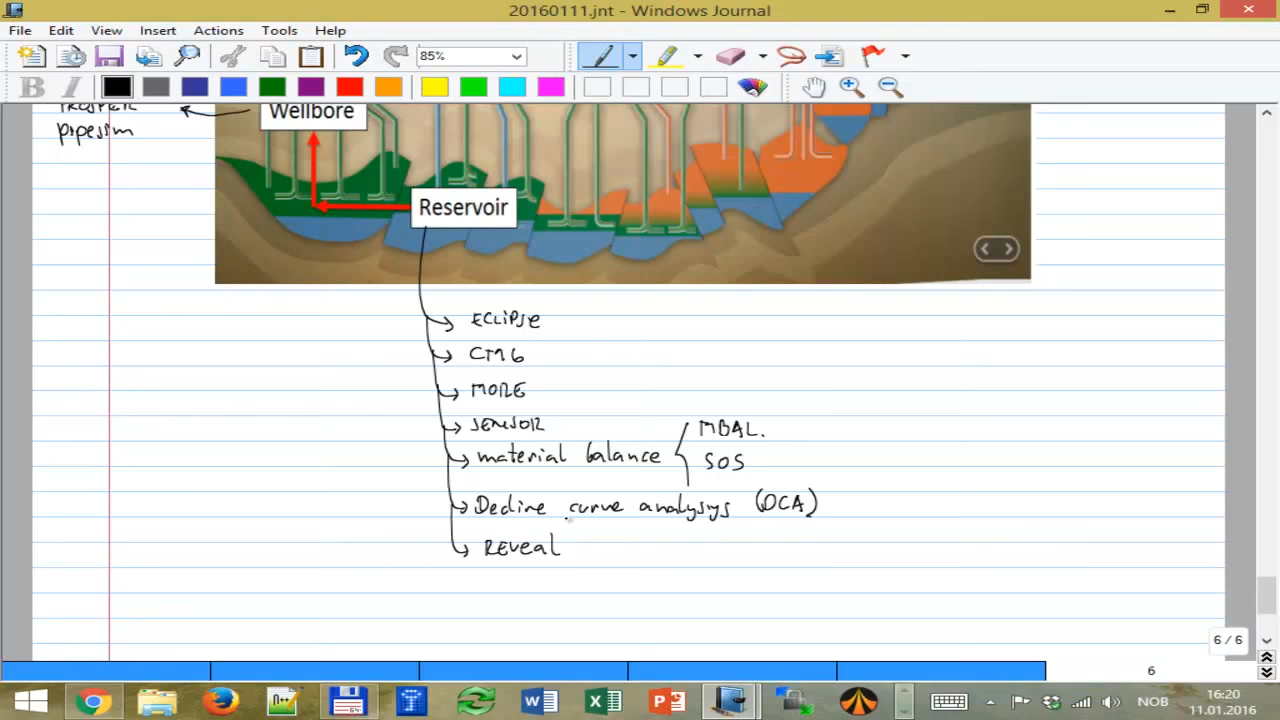 20160111.jnt - Windows Journal
File Edit View Insert Actions Tools Help
85%
B I
pipesim
Wellbore
Reservoir
ECLIPSE
CMG
MORE
SENSOR
material balance
MBAL.
SOS
Decline curve analysys (DCA)
Reveal
6 / 6
6
NOB
16:20
11.01.2016